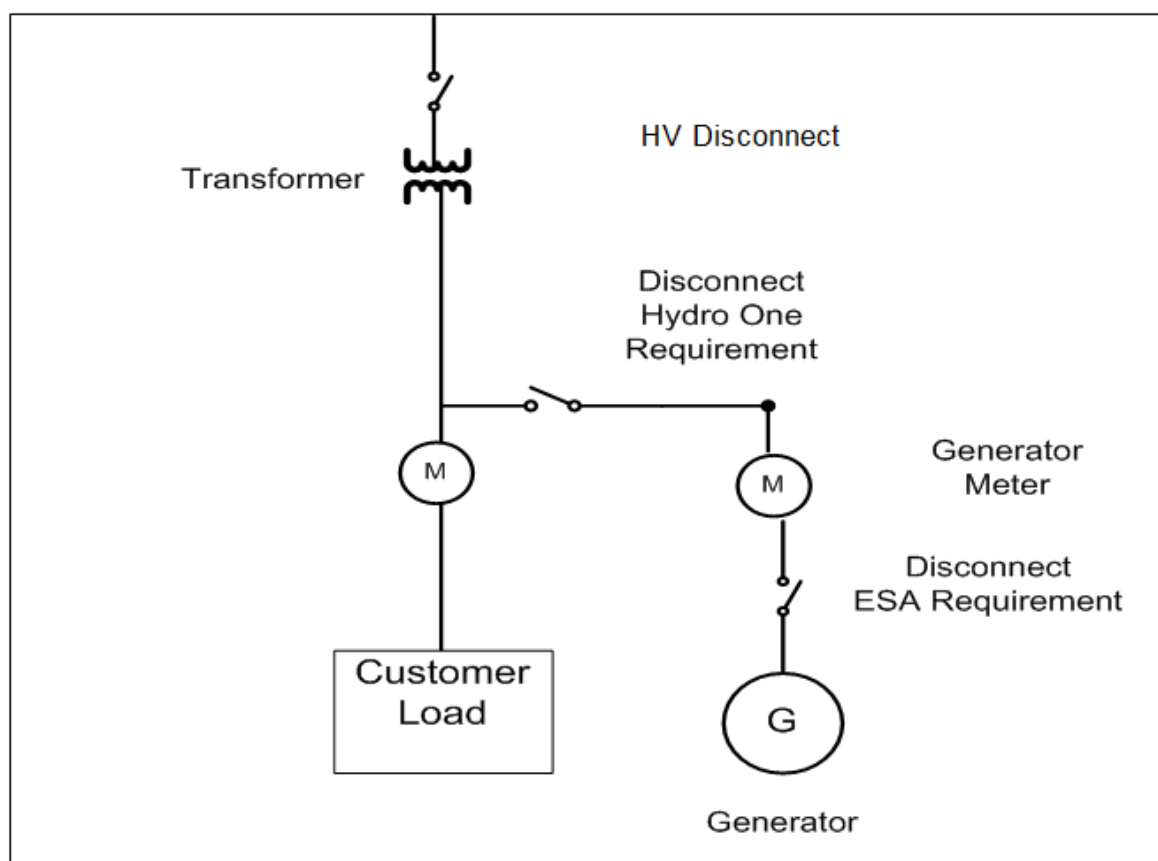 HV Disconnect
Transformer
Disconnect
Hydro One
Requirement
M
M
Generator
Meter
Disconnect
ESA Requirement
Customer
Load
G
Generator